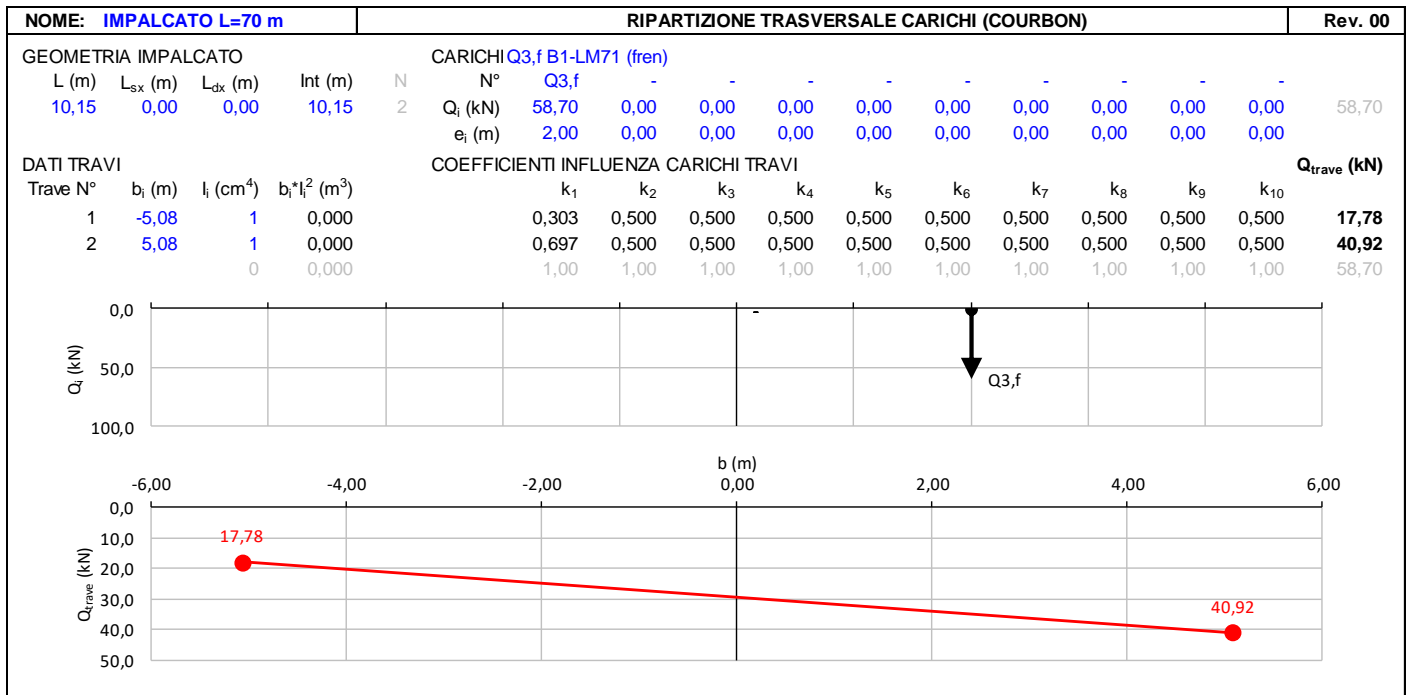 NOME: IMPALCATO L=70 m RIPARTIZIONE TRASVERSALE CARICHI (COURBON) Rev. 00
GEOMETRIA IMPALCATO CARICHI Q3,f B1-LM71 (fren)
L (m) Lsx (m) Ldx (m) Int (m) N N° Q3,f - - - - - - - - -
10,15 0,00 0,00 10,15 2 Qi (kN) 58,70 0,00 0,00 0,00 0,00 0,00 0,00 0,00 0,00 0,00 58,70
ei (m) 2,00 0,00 0,00 0,00 0,00 0,00 0,00 0,00 0,00 0,00
DATI TRAVI COEFFICIENTI INFLUENZA CARICHI TRAVI Qtrave (kN)
Trave N° bi (m) Ii (cm4) bi*Ii2 (m3) k1 k2 k3 k4 k5 k6 k7 k8 k9 k10
1 -5,08 1 0,000 0,303 0,500 0,500 0,500 0,500 0,500 0,500 0,500 0,500 0,500 17,78
2 5,08 1 0,000 0,697 0,500 0,500 0,500 0,500 0,500 0,500 0,500 0,500 0,500 40,92
0 0,000 1,00 1,00 1,00 1,00 1,00 1,00 1,00 1,00 1,00 1,00 58,70
0,0
-
Qi (kN)
50,0
Q3,f
100,0
b (m)
-6,00 -4,00 -2,00 0,00 2,00 4,00 6,00
0,0
10,0
17,78
Qtrave (kN)
20,0
30,0
40,92
40,0
50,0